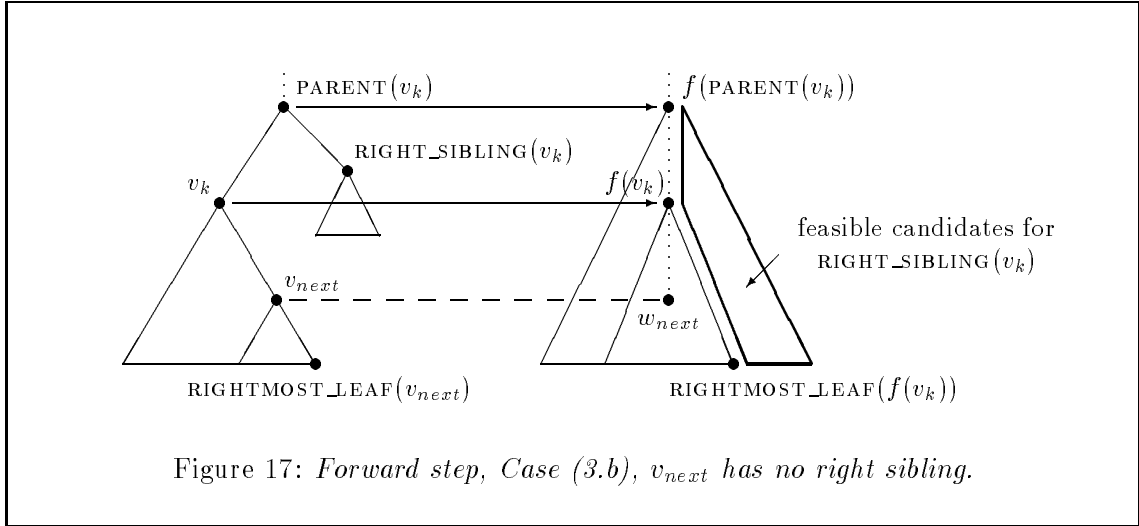 PARENT(v_k)
f(PARENT(v_k))
RIGHT_SIBLING(v_k)
v_k
f(v_k)
feasible candidates for
RIGHT_SIBLING(v_k)
v_next
w_next
RIGHTMOST_LEAF(v_next)
RIGHTMOST_LEAF(f(v_k))
Figure 17: Forward step, Case (3.b), v_next has no right sibling.